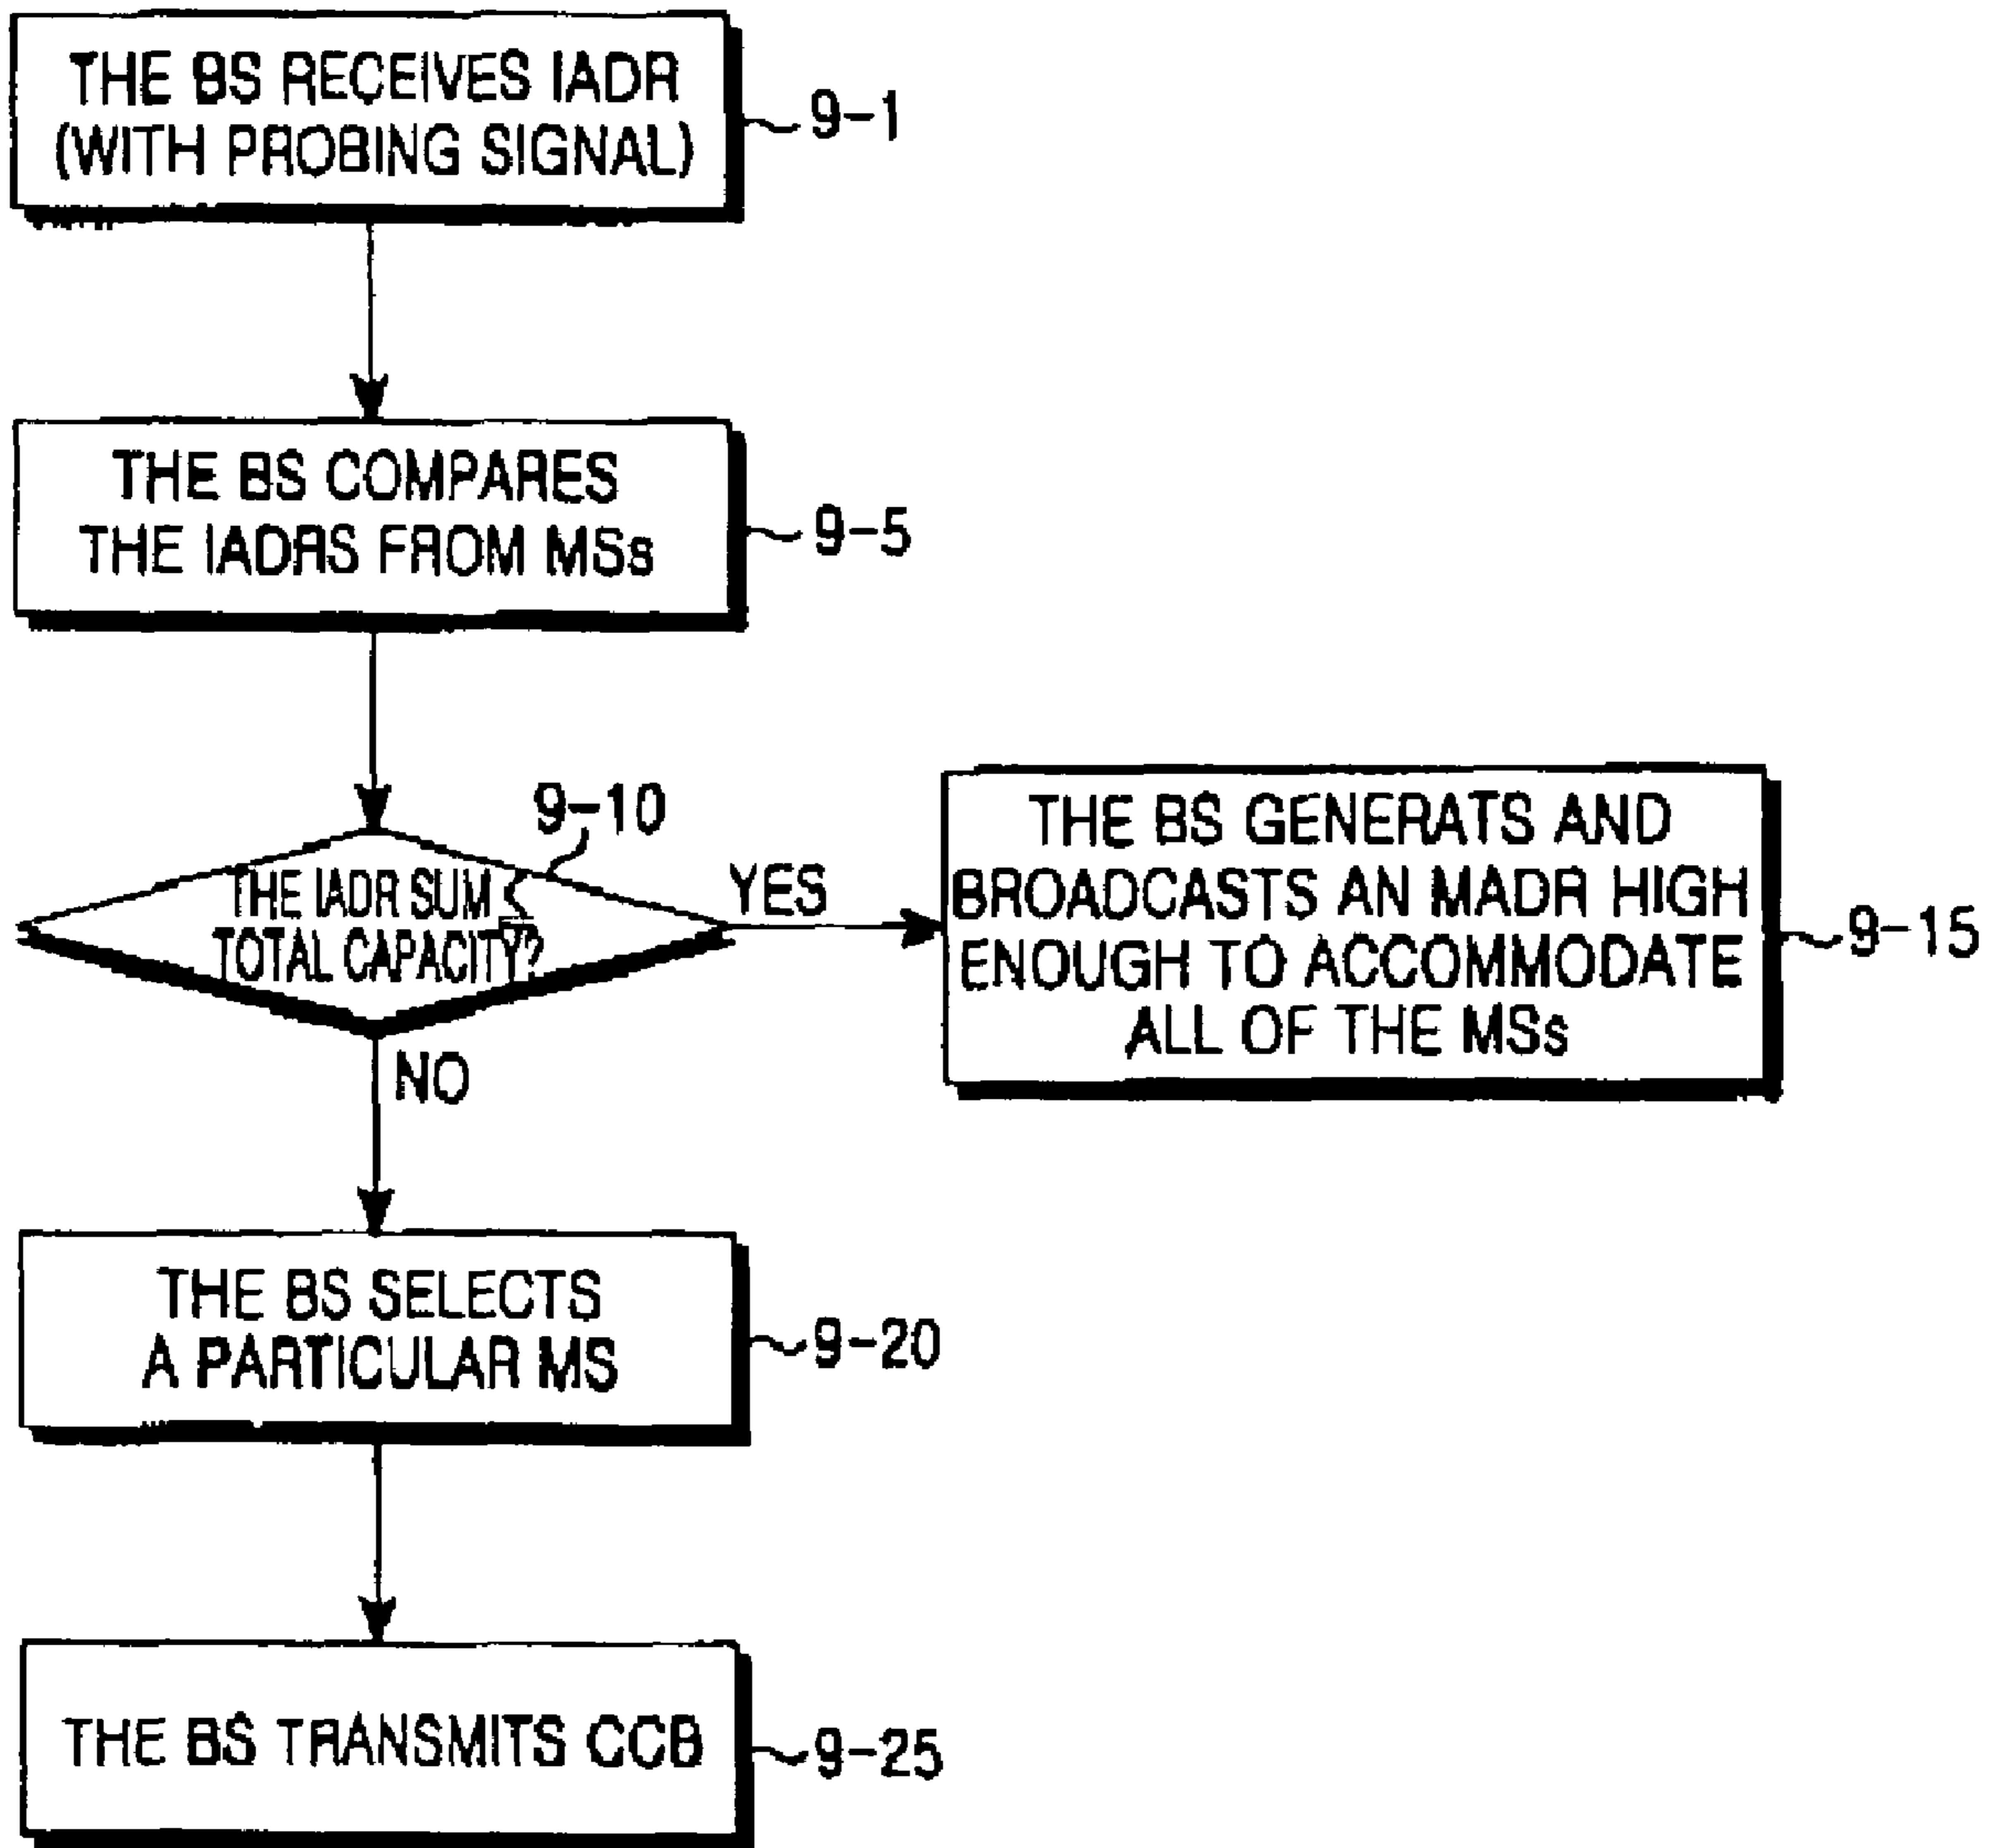 THE BS RECEIVES IADR
(WITH PROBING SIGNAL)
9-1
THE BS COMPARES
THE IADRS FROM MSs
9-5
9-10
THE IADR SUM ≤
TOTAL CAPACITY?
YES
NO
THE BS GENERATS AND
BROADCASTS AN MADR HIGH
ENOUGH TO ACCOMMODATE
ALL OF THE MSs
9-15
THE BS SELECTS
A PARTICULAR MS
9-20
THE BS TRANSMITS CCB
9-25